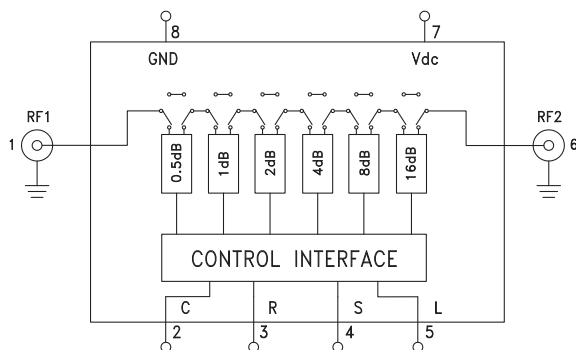 8
7
GND
Vdc
RF1
RF2
1
6
0.5dB
1dB
2dB
4dB
8dB
16dB
CONTROL INTERFACE
C
R
S
L
2
3
4
5